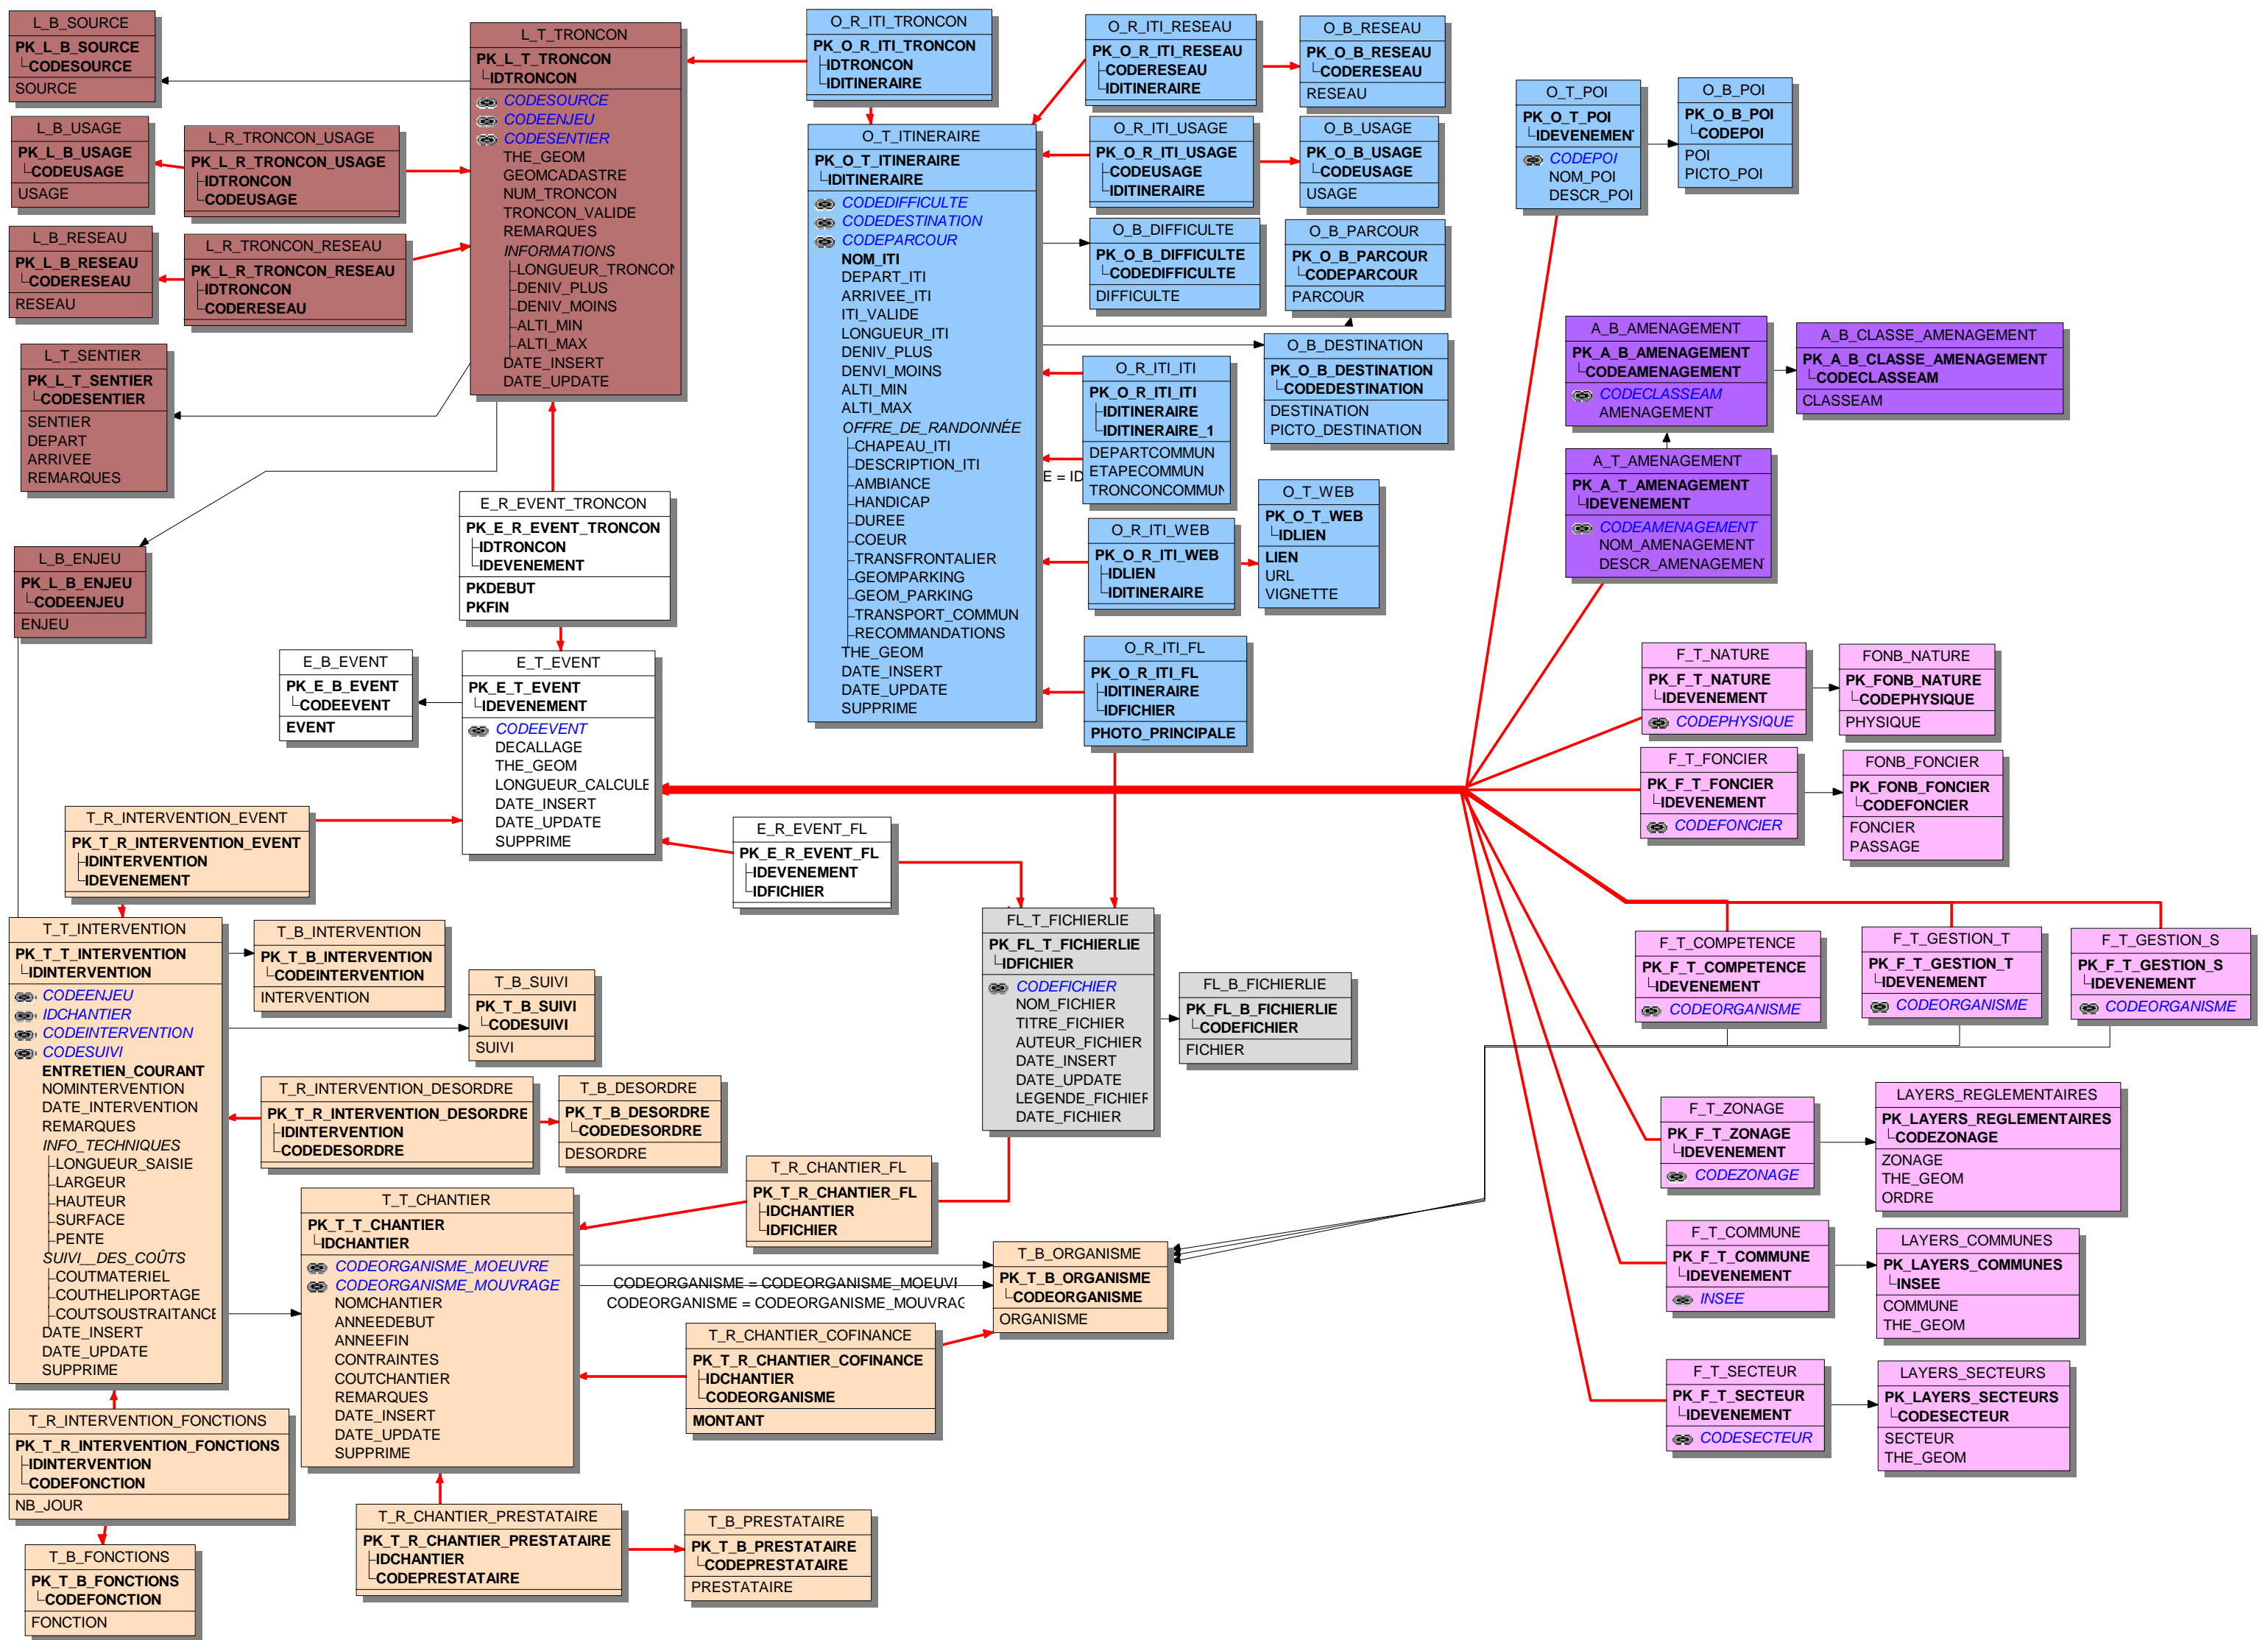 L_B_SOURCE
PK_L_B_SOURCE
CODESOURCE
SOURCE
L_B_USAGE
PK_L_B_USAGE
CODEUSAGE
USAGE
L_R_TRONCON_USAGE
PK_L_R_TRONCON_USAGE
IDTRONCON
CODEUSAGE
L_B_RESEAU
PK_L_B_RESEAU
CODERESEAU
RESEAU
L_R_TRONCON_RESEAU
PK_L_R_TRONCON_RESEAU
IDTRONCON
CODERESEAU
L_T_SENTIER
PK_L_T_SENTIER
CODESENTIER
SENTIER
DEPART
ARRIVEE
REMARQUES
L_B_ENJEU
PK_L_B_ENJEU
CODEENJEU
ENJEU
L_T_TRONCON
PK_L_T_TRONCON
IDTRONCON
CODESOURCE
CODEENJEU
CODESENTIER
THE_GEOM
GEOMCADASTRE
NUM_TRONCON
TRONCON_VALIDE
REMARQUES
INFORMATIONS
LONGUEUR_TRONCON
DENIV_PLUS
DENIV_MOINS
ALTI_MIN
ALTI_MAX
DATE_INSERT
DATE_UPDATE
E_R_EVENT_TRONCON
PK_E_R_EVENT_TRONCON
IDTRONCON
IDEVENEMENT
PKDEBUT
PKFIN
E_B_EVENT
PK_E_B_EVENT
CODEEVENT
EVENT
E_T_EVENT
PK_E_T_EVENT
IDEVENEMENT
CODEEVENT
DECALLAGE
THE_GEOM
LONGUEUR_CALCULE
DATE_INSERT
DATE_UPDATE
SUPPRIME
E_R_EVENT_FL
PK_E_R_EVENT_FL
IDEVENEMENT
IDFICHIER
O_R_ITI_TRONCON
PK_O_R_ITI_TRONCON
IDTRONCON
IDITINERAIRE
O_T_ITINERAIRE
PK_O_T_ITINERAIRE
IDITINERAIRE
CODEDIFFICULTE
CODEDESTINATION
CODEPARCOUR
NOM_ITI
DEPART_ITI
ARRIVEE_ITI
ITI_VALIDE
LONGUEUR_ITI
DENIV_PLUS
DENVI_MOINS
ALTI_MIN
ALTI_MAX
OFFRE_DE_RANDONNÉE
CHAPEAU_ITI
DESCRIPTION_ITI
AMBIANCE
HANDICAP
DUREE
COEUR
TRANSFRONTALIER
GEOMPARKING
GEOM_PARKING
TRANSPORT_COMMUN
RECOMMANDATIONS
THE_GEOM
DATE_INSERT
DATE_UPDATE
SUPPRIME
O_R_ITI_RESEAU
PK_O_R_ITI_RESEAU
CODERESEAU
IDITINERAIRE
O_B_RESEAU
PK_O_B_RESEAU
CODERESEAU
RESEAU
O_R_ITI_USAGE
PK_O_R_ITI_USAGE
CODEUSAGE
IDITINERAIRE
O_B_USAGE
PK_O_B_USAGE
CODEUSAGE
USAGE
O_B_DIFFICULTE
PK_O_B_DIFFICULTE
CODEDIFFICULTE
DIFFICULTE
O_B_PARCOUR
PK_O_B_PARCOUR
CODEPARCOUR
PARCOUR
O_B_DESTINATION
PK_O_B_DESTINATION
CODEDESTINATION
DESTINATION
PICTO_DESTINATION
O_R_ITI_ITI
PK_O_R_ITI_ITI
IDITINERAIRE
IDITINERAIRE_1
DEPARTCOMMUN
ETAPECOMMUN
TRONCONCOMMUN
E = ID
O_T_WEB
PK_O_T_WEB
IDLIEN
LIEN
URL
VIGNETTE
O_R_ITI_WEB
PK_O_R_ITI_WEB
IDLIEN
IDITINERAIRE
O_R_ITI_FL
PK_O_R_ITI_FL
IDITINERAIRE
IDFICHIER
PHOTO_PRINCIPALE
O_T_POI
PK_O_T_POI
IDEVENEMENT
CODEPOI
NOM_POI
DESCR_POI
O_B_POI
PK_O_B_POI
CODEPOI
POI
PICTO_POI
A_B_AMENAGEMENT
PK_A_B_AMENAGEMENT
CODEAMENAGEMENT
CODECLASSEAM
AMENAGEMENT
A_B_CLASSE_AMENAGEMENT
PK_A_B_CLASSE_AMENAGEMENT
CODECLASSEAM
CLASSEAM
A_T_AMENAGEMENT
PK_A_T_AMENAGEMENT
IDEVENEMENT
CODEAMENAGEMENT
NOM_AMENAGEMENT
DESCR_AMENAGEMENT
F_T_NATURE
PK_F_T_NATURE
IDEVENEMENT
CODEPHYSIQUE
FONB_NATURE
PK_FONB_NATURE
CODEPHYSIQUE
PHYSIQUE
F_T_FONCIER
PK_F_T_FONCIER
IDEVENEMENT
CODEFONCIER
FONB_FONCIER
PK_FONB_FONCIER
CODEFONCIER
FONCIER
PASSAGE
F_T_COMPETENCE
PK_F_T_COMPETENCE
IDEVENEMENT
CODEORGANISME
F_T_GESTION_T
PK_F_T_GESTION_T
IDEVENEMENT
CODEORGANISME
F_T_GESTION_S
PK_F_T_GESTION_S
IDEVENEMENT
CODEORGANISME
F_T_ZONAGE
PK_F_T_ZONAGE
IDEVENEMENT
CODEZONAGE
LAYERS_REGLEMENTAIRES
PK_LAYERS_REGLEMENTAIRES
CODEZONAGE
ZONAGE
THE_GEOM
ORDRE
F_T_COMMUNE
PK_F_T_COMMUNE
IDEVENEMENT
INSEE
LAYERS_COMMUNES
PK_LAYERS_COMMUNES
INSEE
COMMUNE
THE_GEOM
F_T_SECTEUR
PK_F_T_SECTEUR
IDEVENEMENT
CODESECTEUR
LAYERS_SECTEURS
PK_LAYERS_SECTEURS
CODESECTEUR
SECTEUR
THE_GEOM
FL_T_FICHIERLIE
PK_FL_T_FICHIERLIE
IDFICHIER
CODEFICHIER
NOM_FICHIER
TITRE_FICHIER
AUTEUR_FICHIER
DATE_INSERT
DATE_UPDATE
LEGENDE_FICHIER
DATE_FICHIER
FL_B_FICHIERLIE
PK_FL_B_FICHIERLIE
CODEFICHIER
FICHIER
T_R_INTERVENTION_EVENT
PK_T_R_INTERVENTION_EVENT
IDINTERVENTION
IDEVENEMENT
T_T_INTERVENTION
PK_T_T_INTERVENTION
IDINTERVENTION
CODEENJEU
IDCHANTIER
CODEINTERVENTION
CODESUIVI
ENTRETIEN_COURANT
NOMINTERVENTION
DATE_INTERVENTION
REMARQUES
INFO_TECHNIQUES
LONGUEUR_SAISIE
LARGEUR
HAUTEUR
SURFACE
PENTE
SUIVI__DES_COÛTS
COUTMATERIEL
COUTHELIPORTAGE
COUTSOUSTRAITANCE
DATE_INSERT
DATE_UPDATE
SUPPRIME
T_B_INTERVENTION
PK_T_B_INTERVENTION
CODEINTERVENTION
INTERVENTION
T_B_SUIVI
PK_T_B_SUIVI
CODESUIVI
SUIVI
T_R_INTERVENTION_DESORDRE
PK_T_R_INTERVENTION_DESORDRE
IDINTERVENTION
CODEDESORDRE
T_B_DESORDRE
PK_T_B_DESORDRE
CODEDESORDRE
DESORDRE
T_R_CHANTIER_FL
PK_T_R_CHANTIER_FL
IDCHANTIER
IDFICHIER
T_T_CHANTIER
PK_T_T_CHANTIER
IDCHANTIER
CODEORGANISME_MOEUVRE
CODEORGANISME_MOUVRAGE
NOMCHANTIER
ANNEEDEBUT
ANNEEFIN
CONTRAINTES
COUTCHANTIER
REMARQUES
DATE_INSERT
DATE_UPDATE
SUPPRIME
CODEORGANISME = CODEORGANISME_MOEUVI
CODEORGANISME = CODEORGANISME_MOUVRAG
T_B_ORGANISME
PK_T_B_ORGANISME
CODEORGANISME
ORGANISME
T_R_CHANTIER_COFINANCE
PK_T_R_CHANTIER_COFINANCE
IDCHANTIER
CODEORGANISME
MONTANT
T_R_INTERVENTION_FONCTIONS
PK_T_R_INTERVENTION_FONCTIONS
IDINTERVENTION
CODEFONCTION
NB_JOUR
T_B_FONCTIONS
PK_T_B_FONCTIONS
CODEFONCTION
FONCTION
T_R_CHANTIER_PRESTATAIRE
PK_T_R_CHANTIER_PRESTATAIRE
IDCHANTIER
CODEPRESTATAIRE
T_B_PRESTATAIRE
PK_T_B_PRESTATAIRE
CODEPRESTATAIRE
PRESTATAIRE